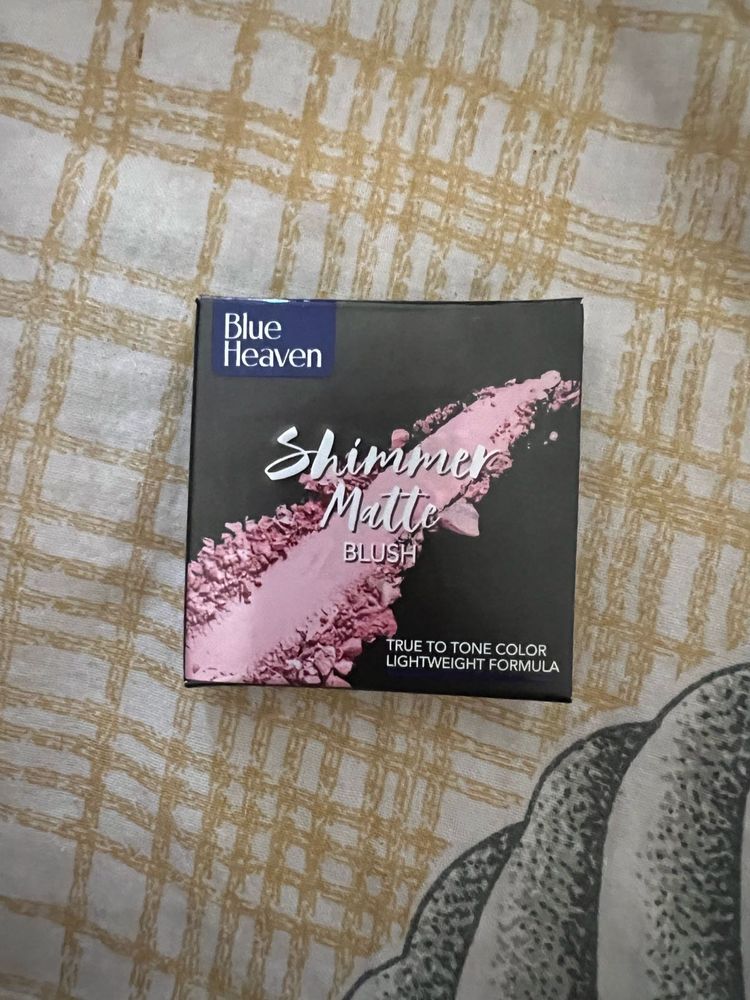 Blue
Heaven
Shimmer
Matte
BLUSH
TRUE TO TONE COLOR
LIGHTWEIGHT FORMULA